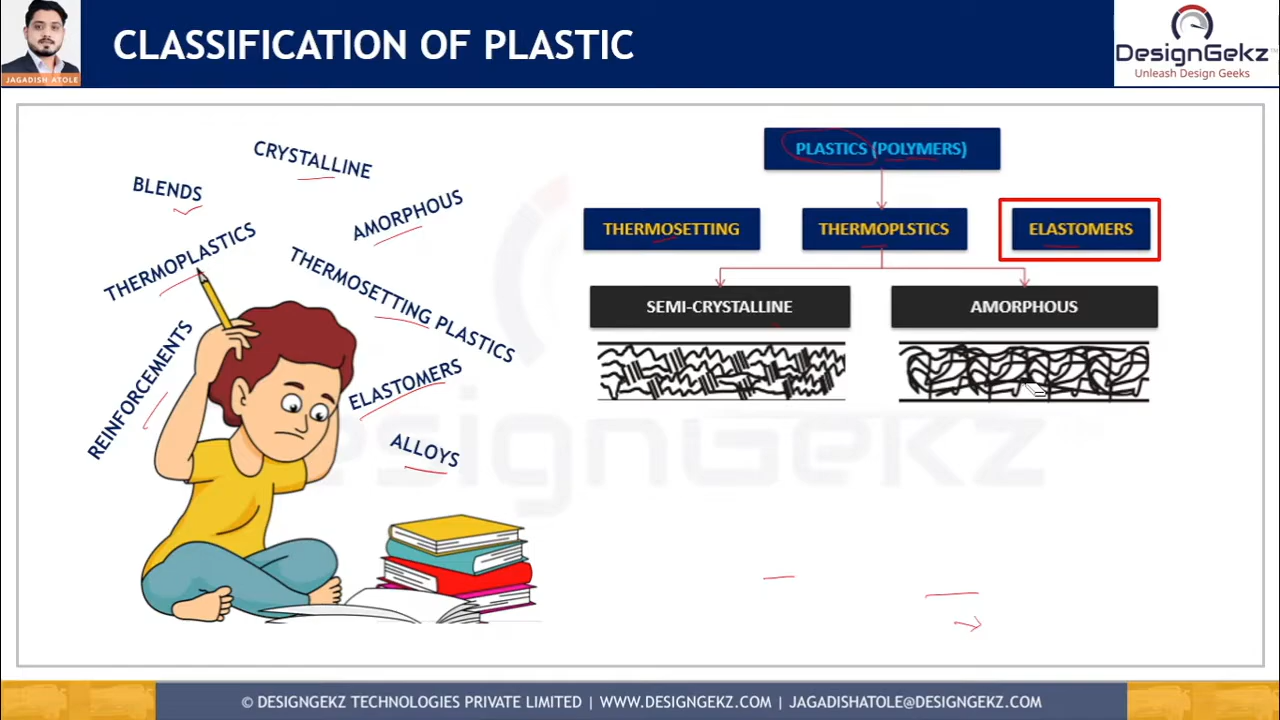 JAGADISH ATOLE
CLASSIFICATION OF PLASTIC
DesignGekz
Unleash Design Geeks
CRYSTALLINE
BLENDS
AMORPHOUS
THERMOPLASTICS
THERMOSETTING PLASTICS
REINFORCEMENTS
ELASTOMERS
ALLOYS
PLASTICS (POLYMERS)
THERMOSETTING
THERMOPLSTICS
ELASTOMERS
SEMI-CRYSTALLINE
AMORPHOUS
designGekz
© DESIGNGEKZ TECHNOLOGIES PRIVATE LIMITED | WWW.DESIGNGEKZ.COM | JAGADISHATOLE@DESIGNGEKZ.COM